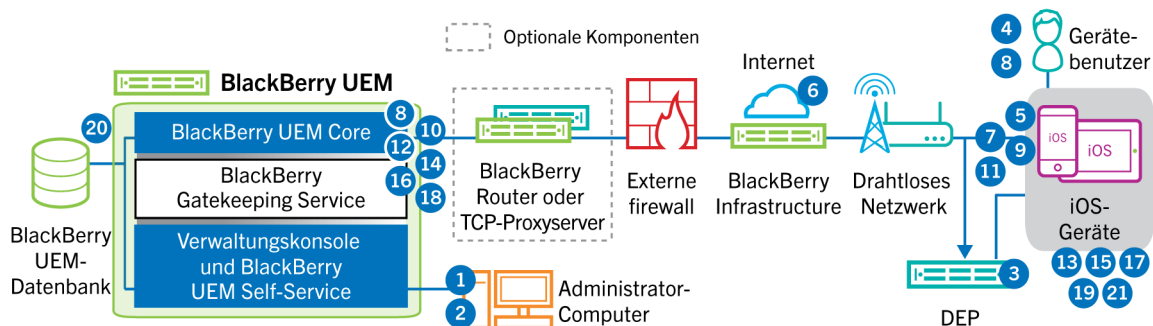 Optionale Komponenten
4
Geräte-
benutzer
8
BlackBerry UEM
Internet
6
20
BlackBerry UEM Core
8
10
12
14
BlackBerry
Gatekeeping Service
16
18
Verwaltungskonsole
und BlackBerry
UEM Self-Service
BlackBerry
UEM-
Datenbank
BlackBerry
Router oder
TCP-Proxyserver
Externe
firewall
BlackBerry
Infrastructure
Drahtloses
Netzwerk
5
7
9
11
iOS
iOS
iOS-
Geräte
13 15 17
19 21
1
2
Administrator-
Computer
3
DEP